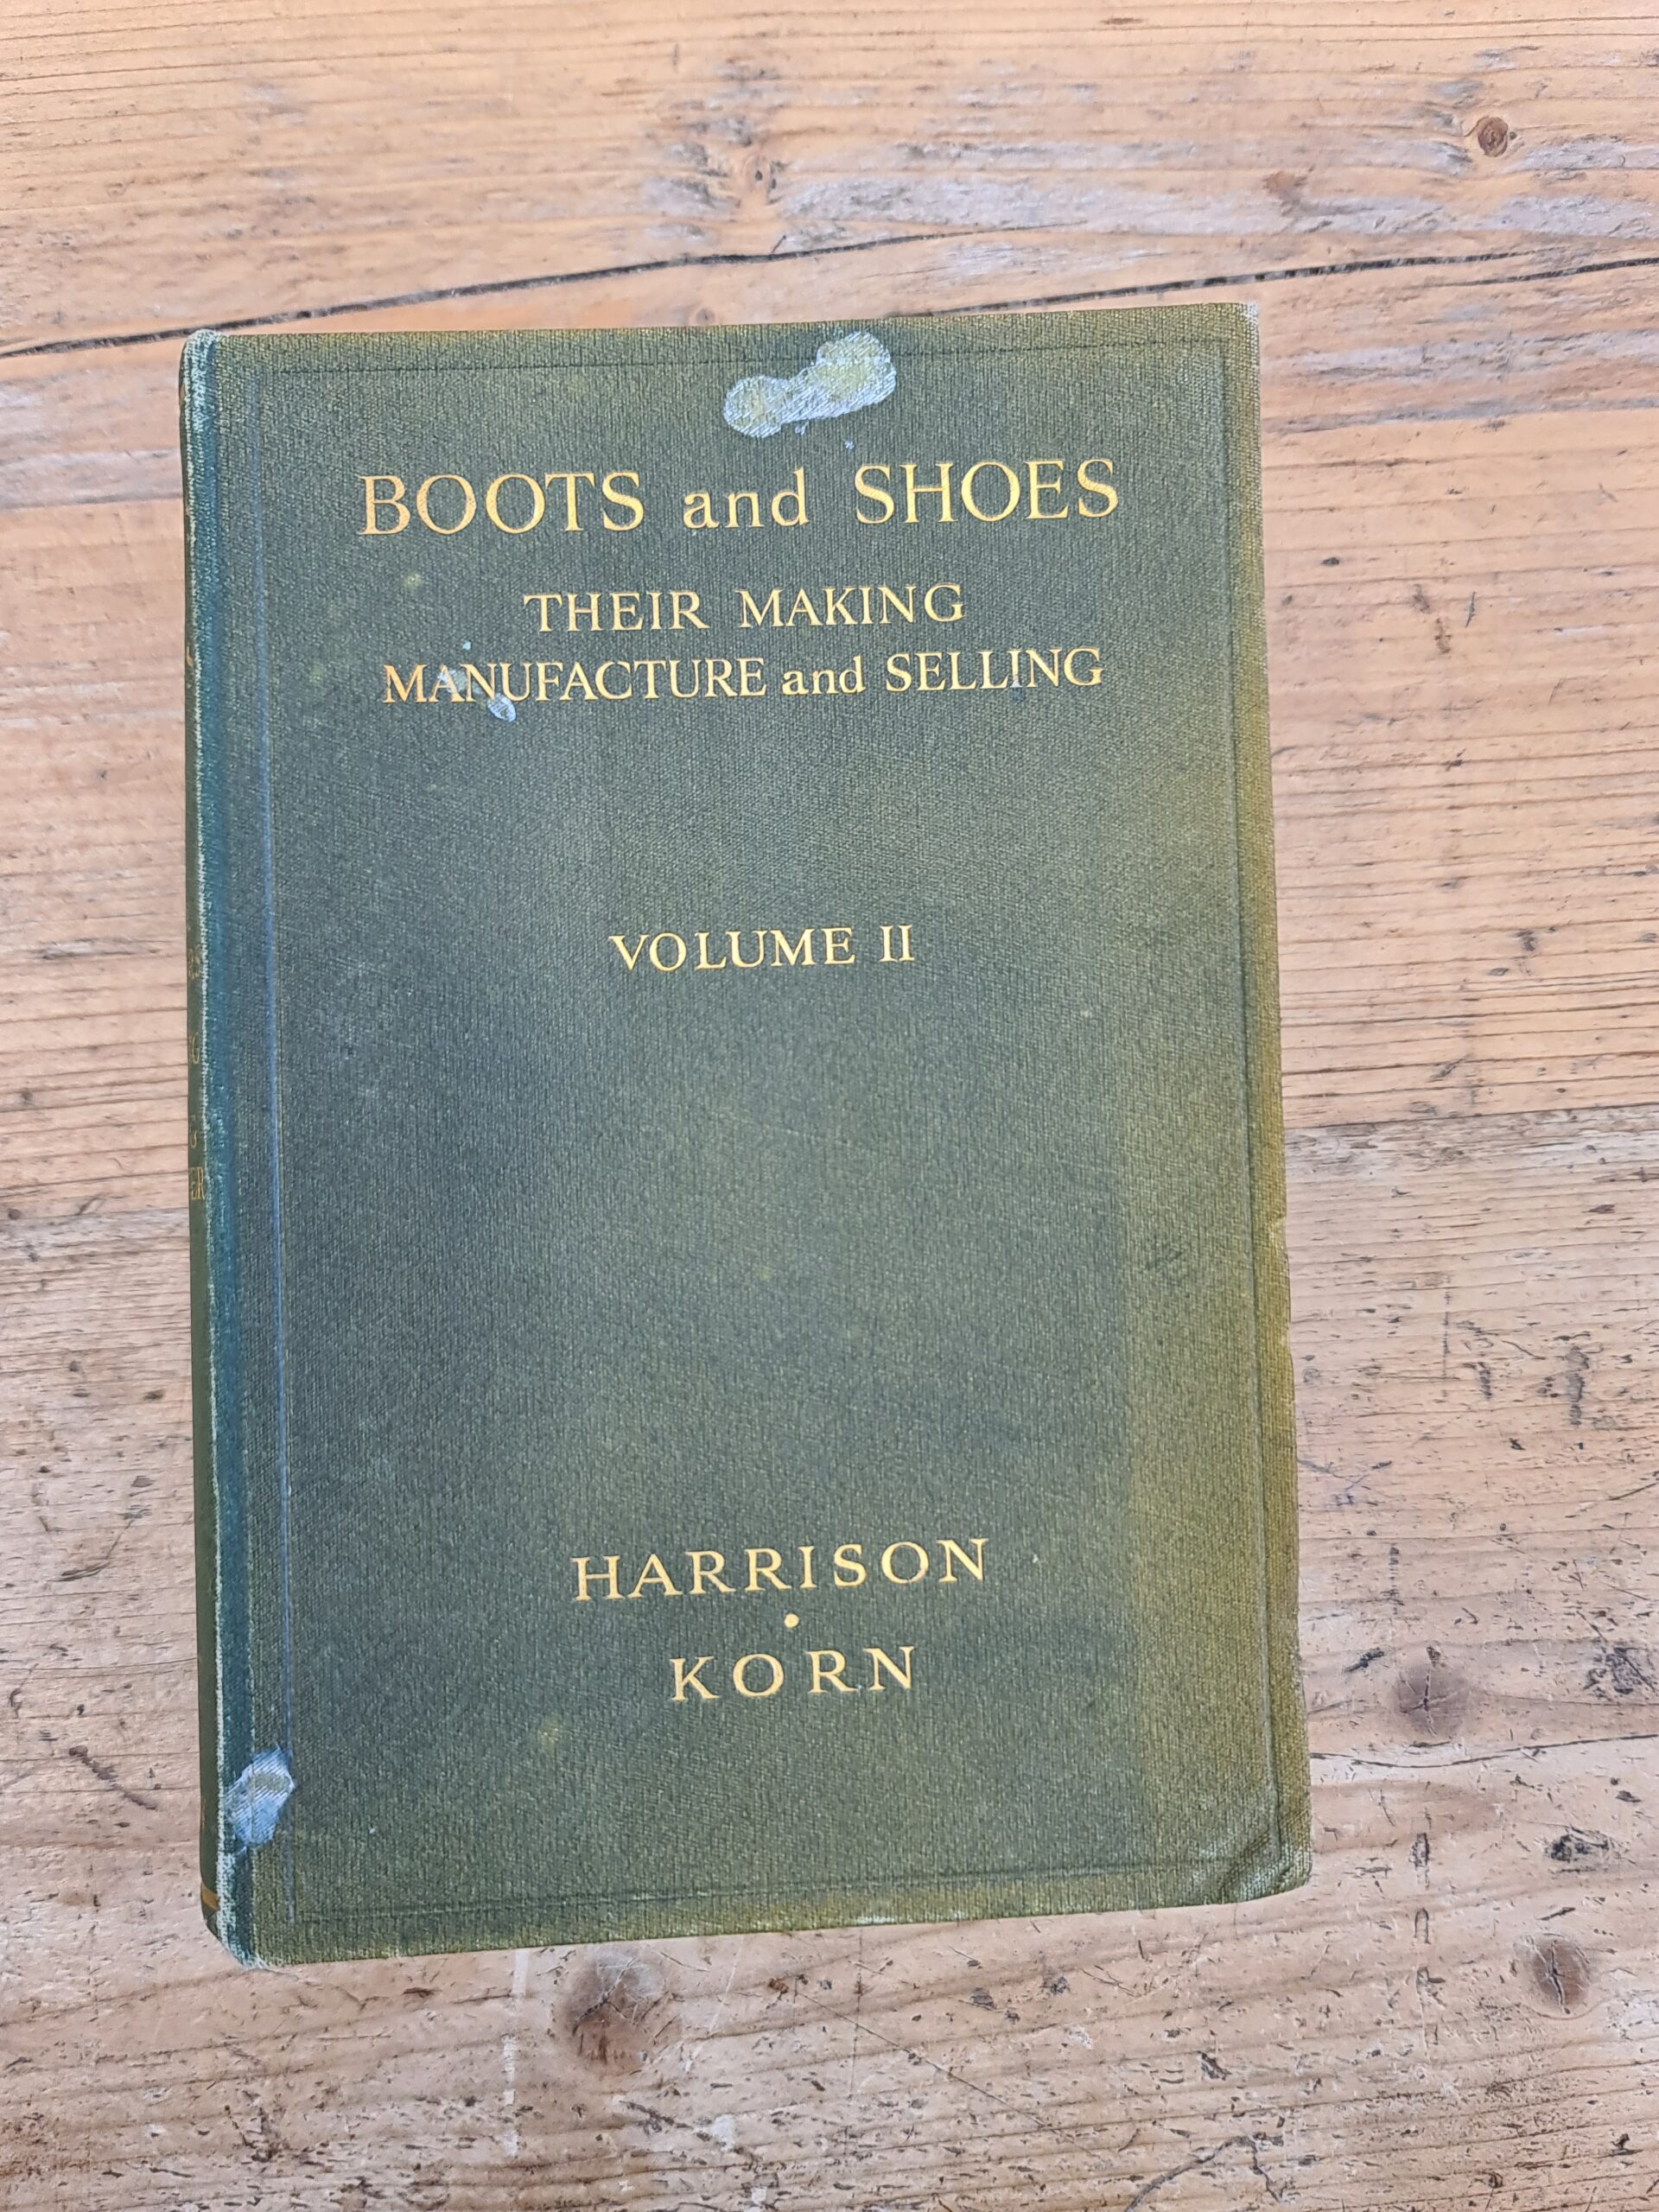 BOOTS and SHOES
THEIR MAKING
MANUFACTURE and SELLING
VOLUME II
HARRISON
•
KORN